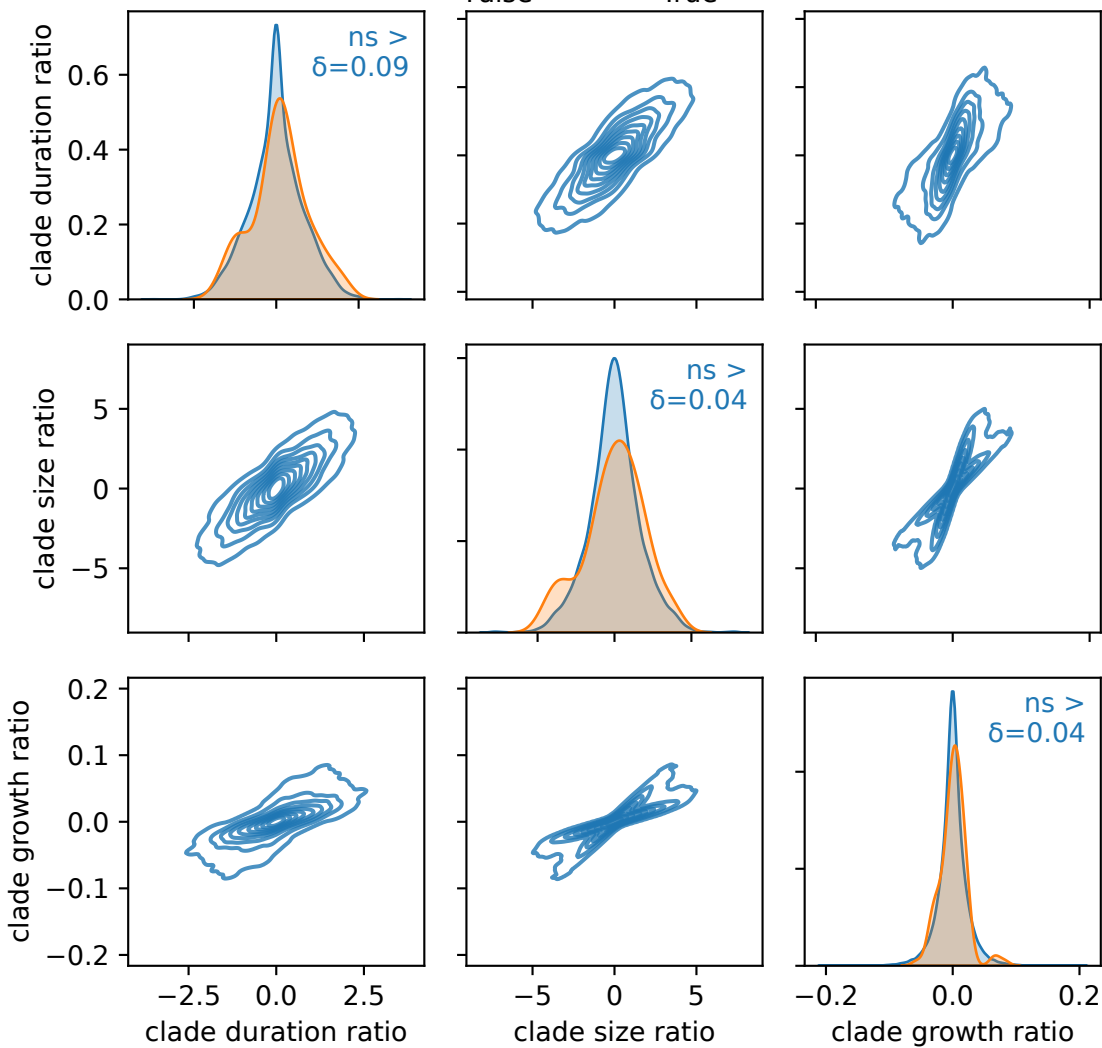 clade duration ratio
0.6
0.4
0.2
0.0
ns >
δ=0.09
clade size ratio
5
0
−5
ns >
δ=0.04
clade growth ratio
0.2
0.1
0.0
−0.1
−0.2
ns >
δ=0.04
−2.5 0.0 2.5
−5 0 5
−0.2 0.0 0.2
clade duration ratio
clade size ratio
clade growth ratio